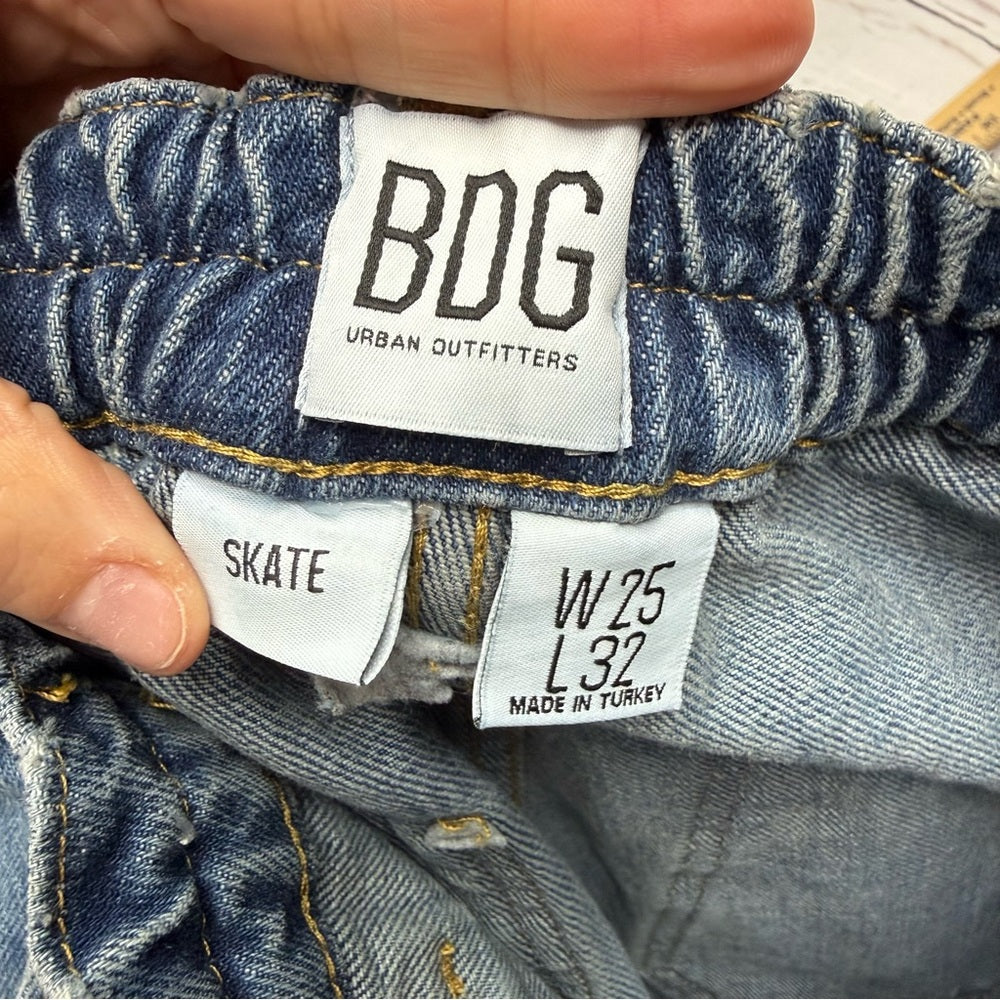 BDG
URBAN OUTFITTERS
SKATE
W 25
L 32
MADE IN TURKEY